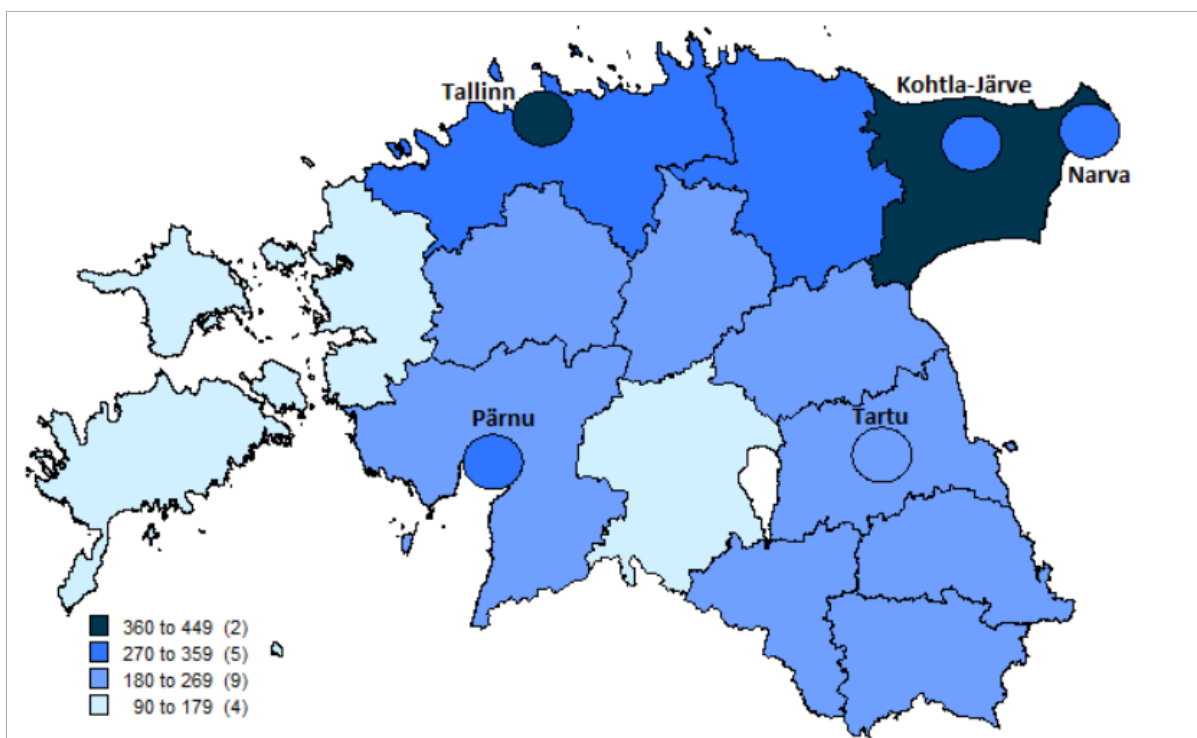 Tallinn
Kohtla-Järve
Narva
Pärnu
Tartu
360 to 449 (2)
270 to 359 (5)
180 to 269 (9)
90 to 179 (4)